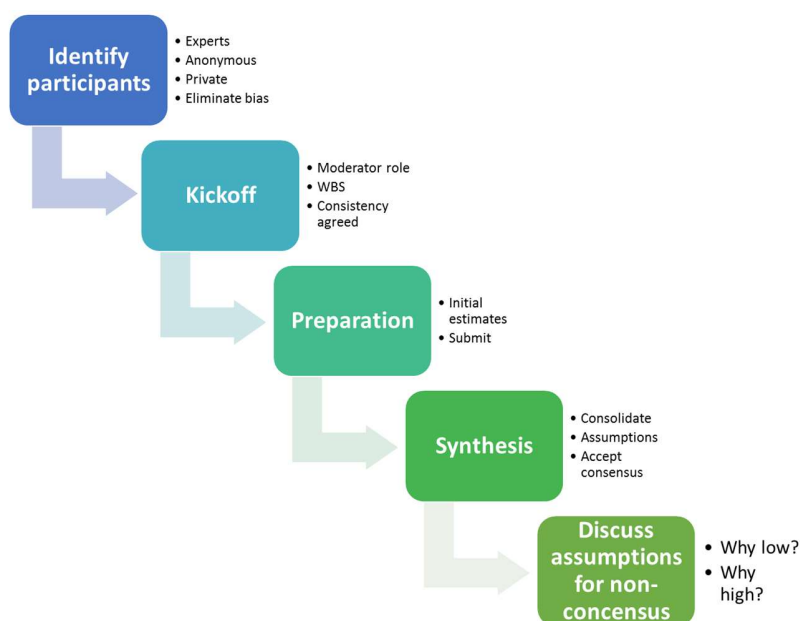 Identify
participants
• Experts
• Anonymous
• Private
• Eliminate bias
Kickoff
• Moderator role
• WBS
• Consistency
agreed
Preparation
• Initial
estimates
• Submit
Synthesis
• Consolidate
• Assumptions
• Accept
consensus
Discuss
assumptions
for non-
concensus
• Why low?
• Why
high?